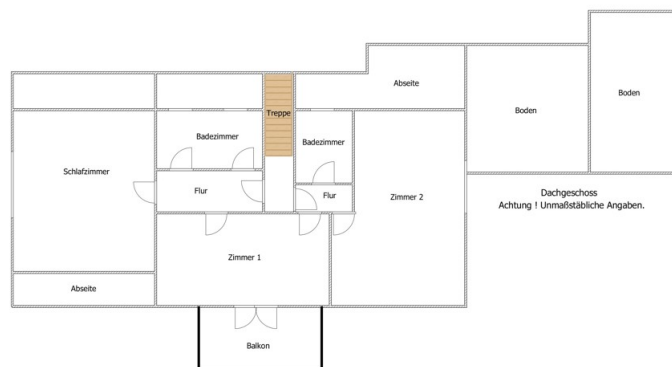 Abseite
Boden
Boden
Treppe
Badezimmer
Badezimmer
Schlafzimmer
Flur
Flur
Zimmer 2
Dachgeschoss
Achtung ! Unmaßstäbliche Angaben.
Zimmer 1
Abseite
Balkon